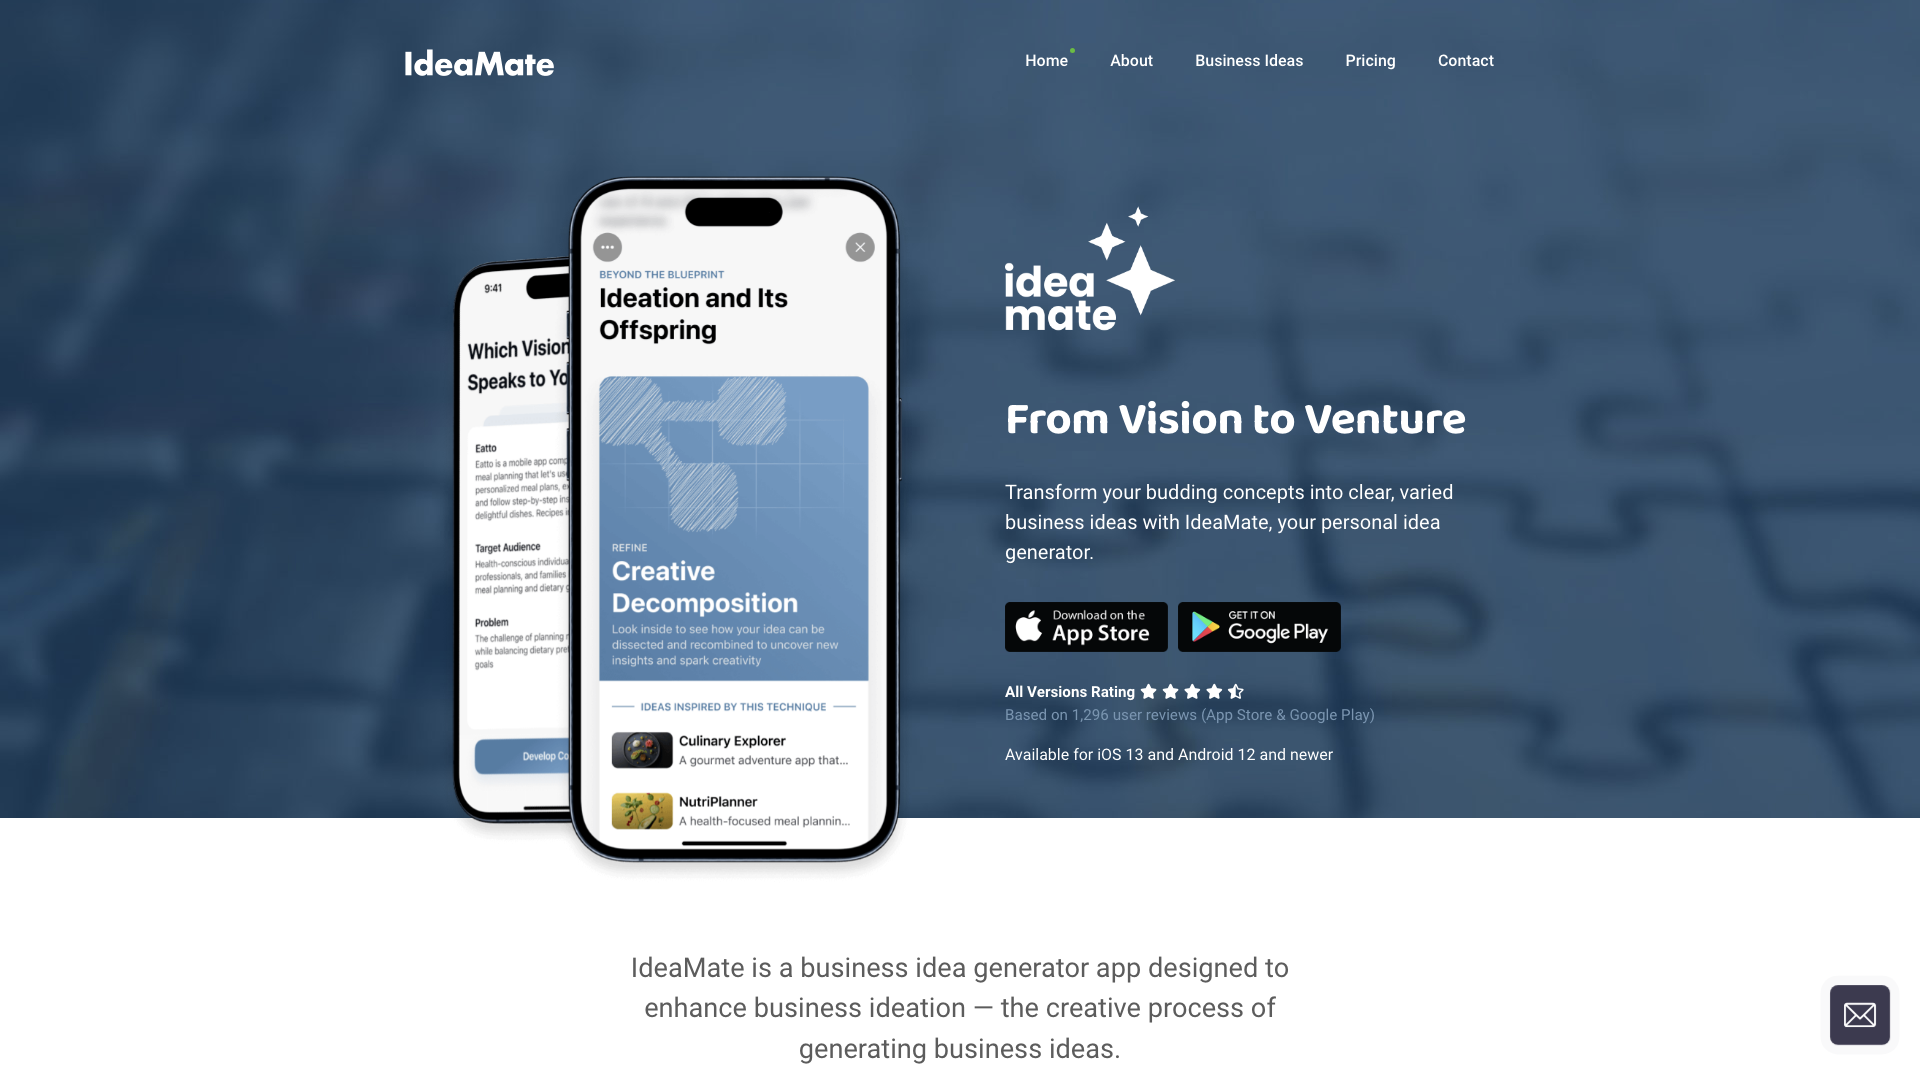 IdeaMate
Home
About
Business Ideas
Pricing
Contact
9:41
Which Vision
Speaks to Yo
Eatto
Eatto is a mobile app comp
meal planning that let's use
personalized meal plans, ex
and follow step-by-step ins
delightful dishes. Recipes i
Target Audience
Health-conscious individua
professionals, and families
meal planning and dietary g
Problem
The challenge of planning
while balancing dietary pref
goals
Develop Co
BEYOND THE BLUEPRINT
Ideation and Its
Offspring
REFINE
Creative
Decomposition
Look inside to see how your idea can be
dissected and recombined to uncover new
insights and spark creativity
IDEAS INSPIRED BY THIS TECHNIQUE
Culinary Explorer
A gourmet adventure app that...
NutriPlanner
A health-focused meal plannin...
idea
mate
From Vision to Venture
Transform your budding concepts into clear, varied
business ideas with IdeaMate, your personal idea
generator.
Download on the
App Store
GET IT ON
Google Play
All Versions Rating
Based on 1,296 user reviews (App Store & Google Play)
Available for iOS 13 and Android 12 and newer
IdeaMate is a business idea generator app designed to
enhance business ideation — the creative process of
generating business ideas.